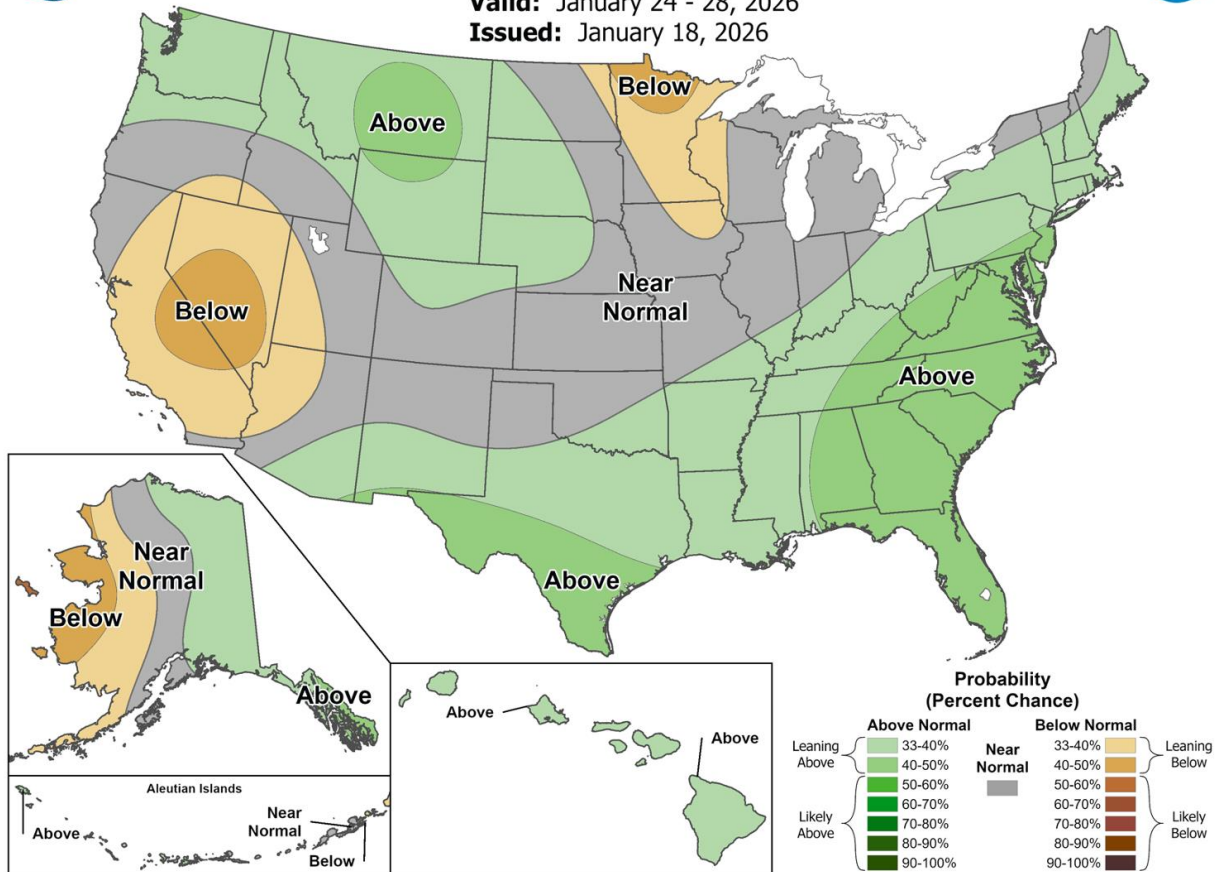 Valid: January 24 - 28, 2026
Issued: January 18, 2026
Below
Above
Below
Near
Normal
Above
Above
Near
Normal
Below
Above
Aleutian Islands
Above
Near
Normal
Below
Above
Above
Probability
(Percent Chance)
Above Normal
Below Normal
Leaning
Above
33-40%
40-50%
50-60%
60-70%
70-80%
80-90%
90-100%
Likely
Above
Near
Normal
33-40%
40-50%
50-60%
60-70%
70-80%
80-90%
90-100%
Leaning
Below
Likely
Below